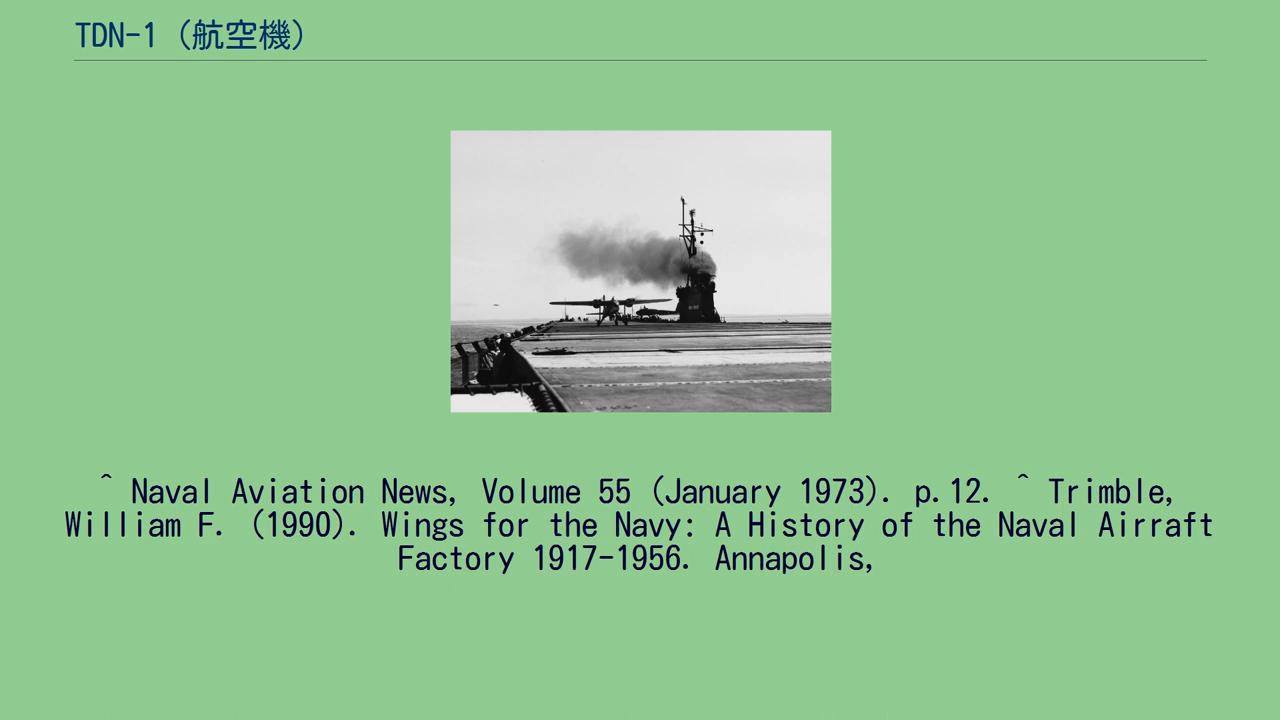 TDN-1 (航空機)
^ Naval Aviation News, Volume 55 (January 1973). p.12. ^ Trimble,
William F. (1990). Wings for the Navy: A History of the Naval Airraft
Factory 1917-1956. Annapolis,